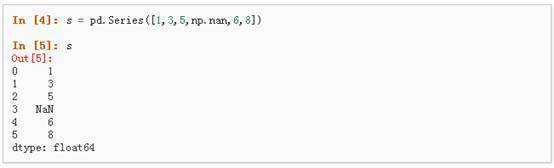 In [4]: s = pd.Series([1,3,5,np.nan,6,8])
In [5]: s
Out[5]:
0 1
1 3
2 5
3 NaN
4 6
5 8
dtype: float64